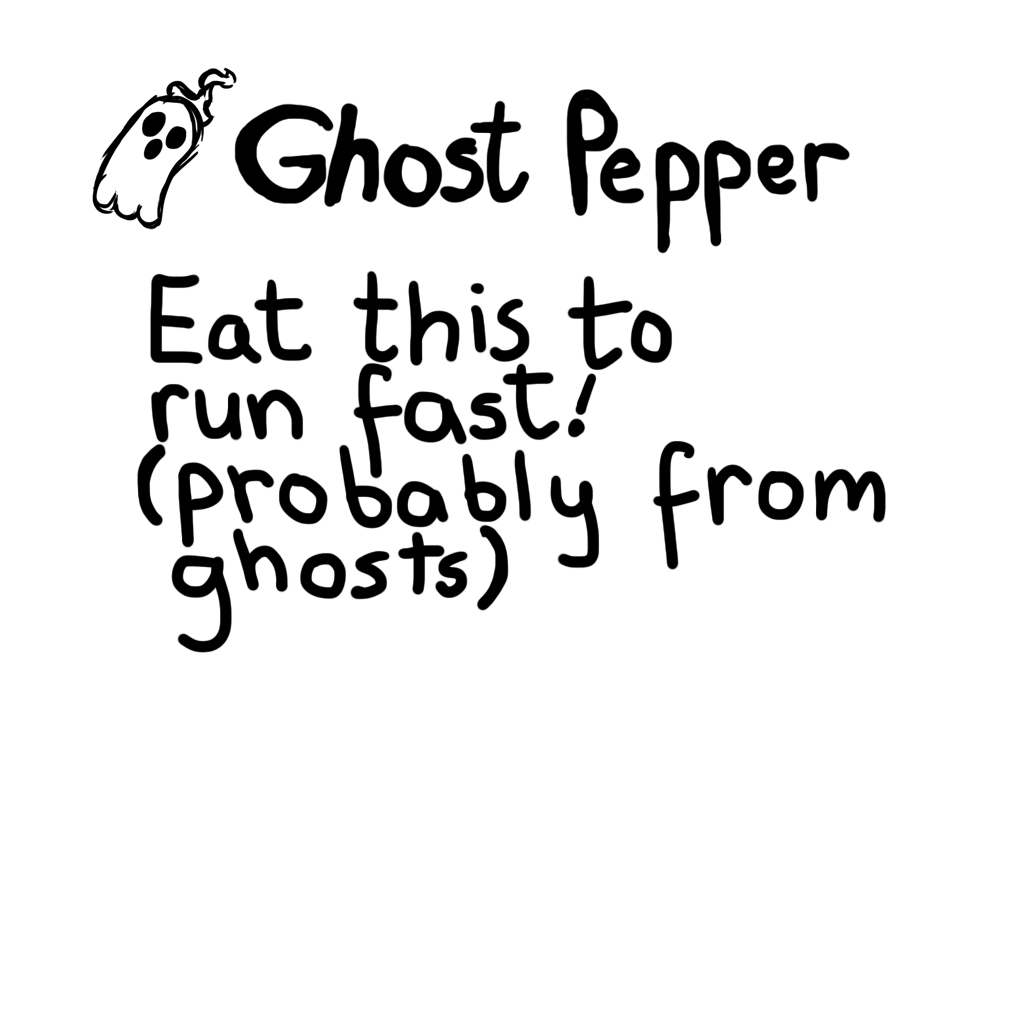 Ghost Pepper
Eat this to
run fast!
(probably from
ghosts)